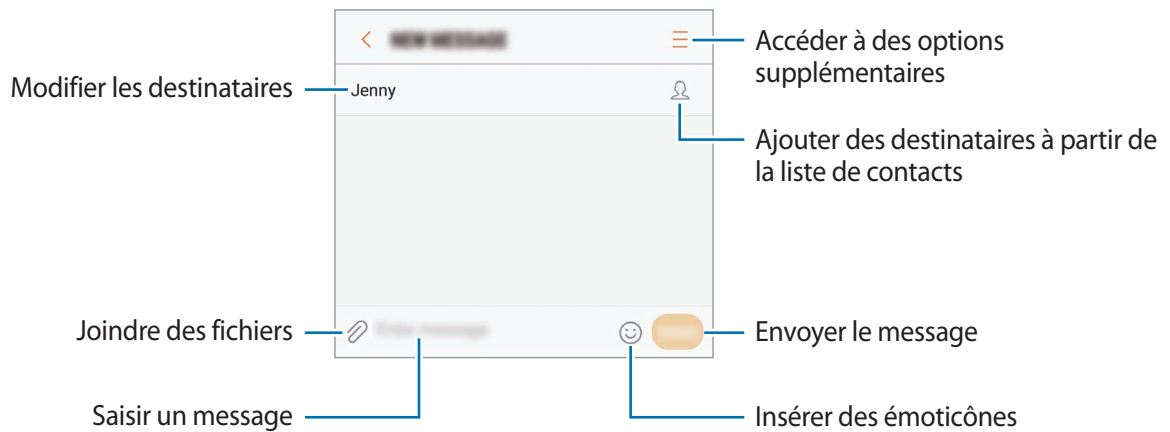 Accéder à des options
supplémentaires
Modifier les destinataires
Jenny
Ajouter des destinataires à partir de
la liste de contacts
Joindre des fichiers
Envoyer le message
Saisir un message
Insérer des émoticônes